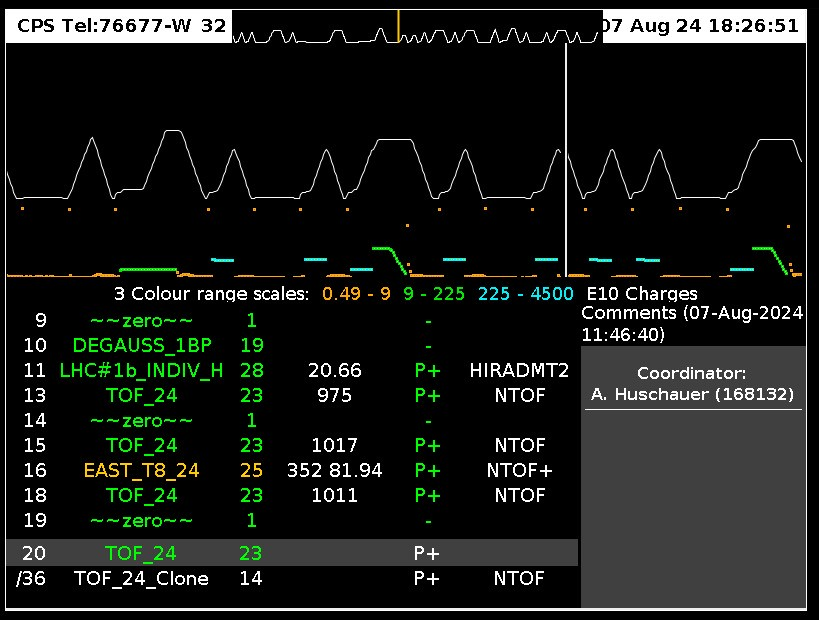 CPS Tel:76677-W 32 07 Aug 24 18:26:51
3 Colour range scales: 0.49 - 9 9 - 225 225 - 4500 E10 Charges
Comments (07-Aug-2024
11:46:40)
9 ~~zero~~ 1 -
10 DEGAUSS_1BP 19 -
11 LHC#1b_INDIV_H 28 20.66 P+ HIRADMT2
13 TOF_24 23 975 P+ NTOF
14 ~~zero~~ 1 -
15 TOF_24 23 1017 P+ NTOF
16 EAST_T8_24 25 352 81.94 P+ NTOF+
18 TOF_24 23 1011 P+ NTOF
19 ~~zero~~ 1 -
20 TOF_24 23 P+
/36 TOF_24_Clone 14 P+ NTOF
Coordinator:
A. Huschauer (168132)